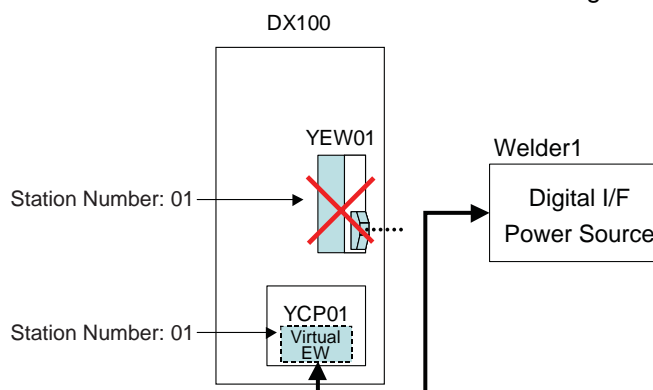 DX100
YEW01
Welder1
Station Number: 01
Digital I/F
Power Source
YCP01
Station Number: 01
Virtual
EW